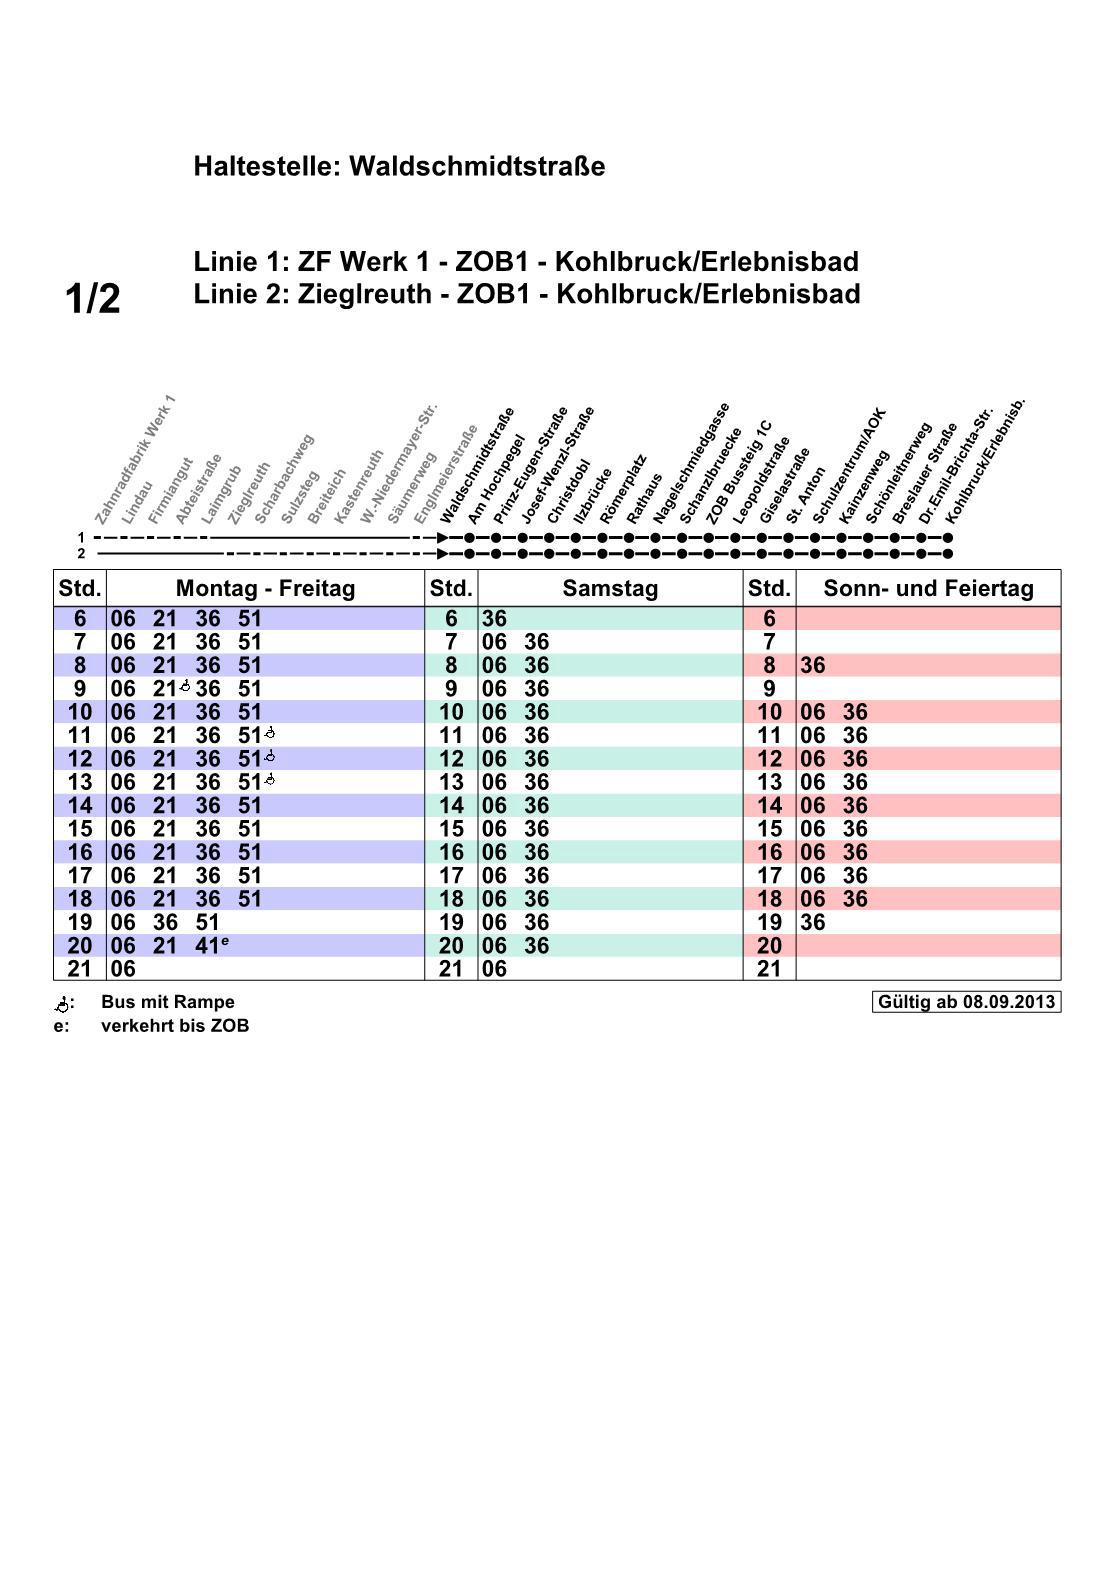 Haltestelle: Waldschmidtstraße
Linie 1: ZF Werk 1 - ZOB1 - Kohlbruck/Erlebnisbad
1/2
Linie 2: Zieglreuth - ZOB1 - Kohlbruck/Erlebnisbad
Zahnradfabrik Werk 1
Lindau
Firmiangut
Abteistraße
Laimgrub
Zieglreuth
Scharbachweg
Sulzsteg
Breiteich
Kastenreuth
W.-Niedermayer-Str.
Säumerweg
Englmeierstraße
Waldschmidtstraße
Am Hochpegel
Prinz-Eugen-Straße
Josef-Wenzl-Straße
Christdobl
Ilzbrücke
Römerplatz
Rathaus
Nagelschmiedgasse
Schanzlbruecke
ZOB Bussteig 1C
Leopoldstraße
Giselastraße
St. Anton
Schulzentrum/AOK
Kainzenweg
Schönleitnerweg
Breslauer Straße
Dr.Emil-Brichta-Str.
Kohlbruck/Erlebnisb.
1
2
Std. Montag - Freitag Std. Samstag Std. Sonn- und Feiertag
6 06 21 36 51 6 36 6
7 06 21 36 51 7 06 36 7
8 06 21 36 51 8 06 36 8 36
9 06 21 36 51 9 06 36 9
10 06 21 36 51 10 06 36 10 06 36
11 06 21 36 51 11 06 36 11 06 36
12 06 21 36 51 12 06 36 12 06 36
13 06 21 36 51 13 06 36 13 06 36
14 06 21 36 51 14 06 36 14 06 36
15 06 21 36 51 15 06 36 15 06 36
16 06 21 36 51 16 06 36 16 06 36
17 06 21 36 51 17 06 36 17 06 36
18 06 21 36 51 18 06 36 18 06 36
19 06 36 51 19 06 36 19 36
20 06 21 41e 20 06 36 20
21 06 21 06 21
: Bus mit Rampe Gültig ab 08.09.2013
e: verkehrt bis ZOB